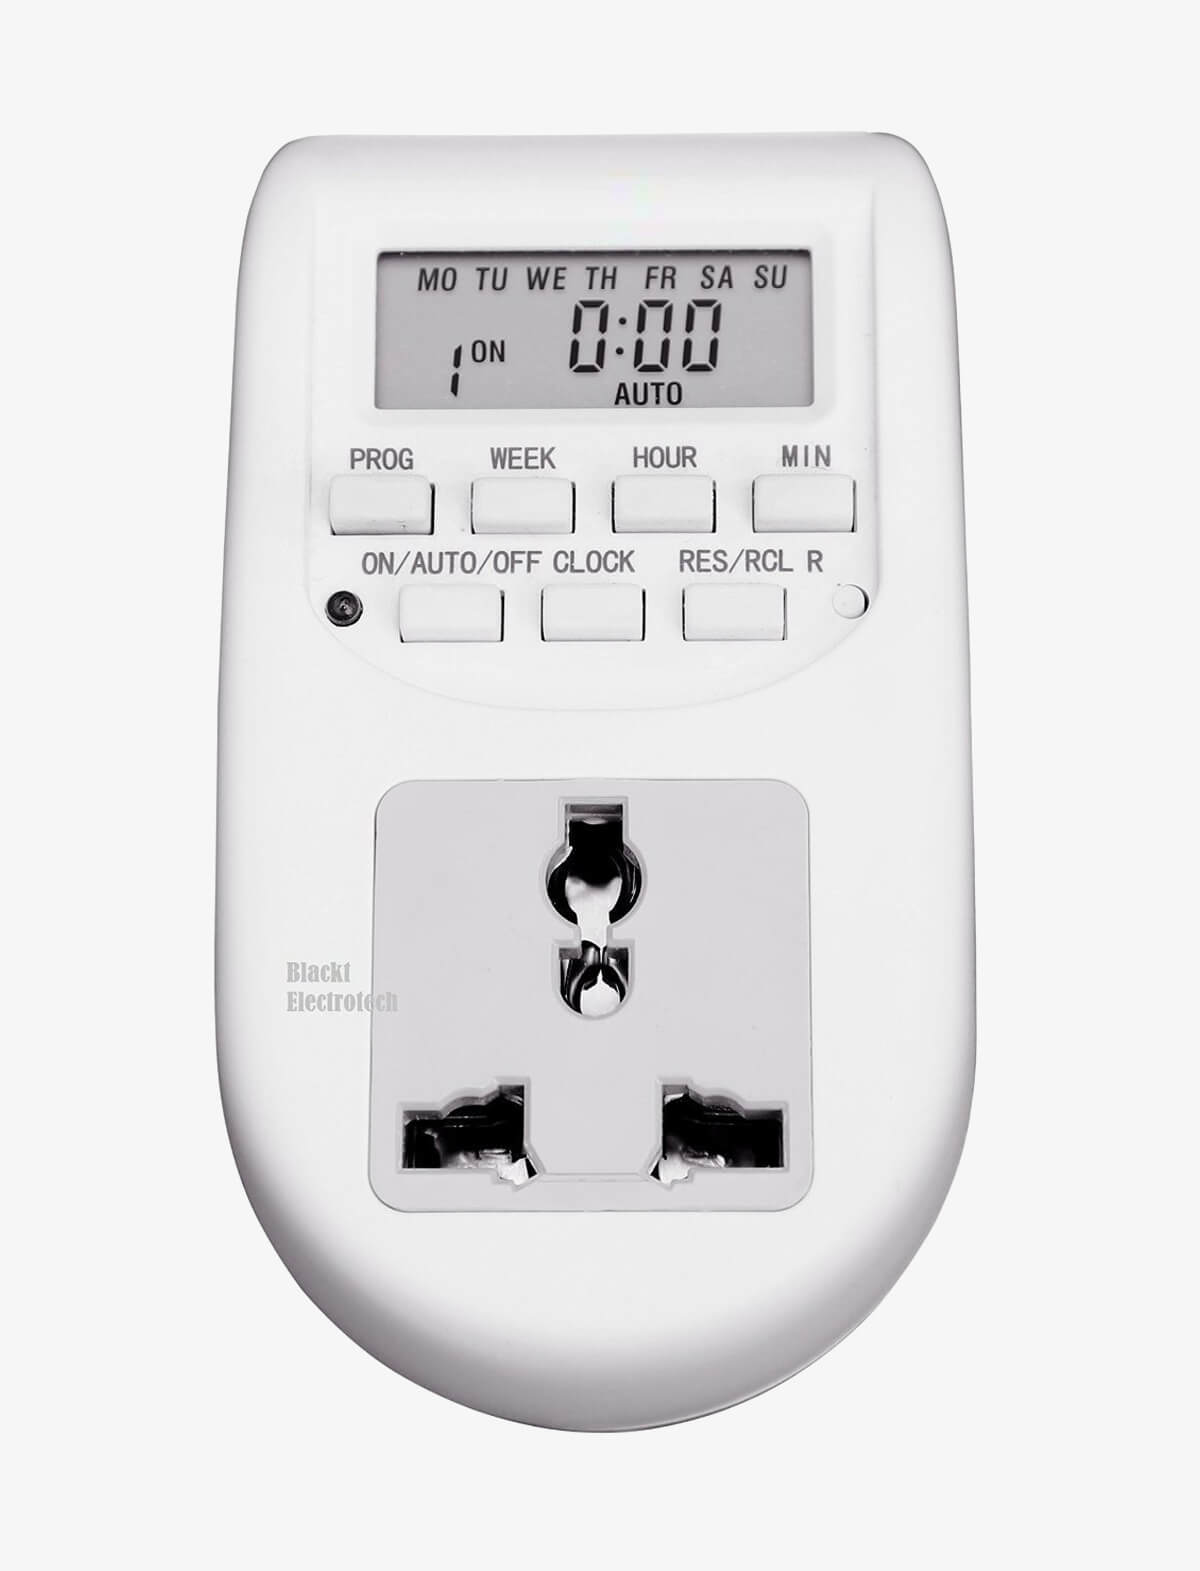 MO TU WE TH FR SA SU
1 ON 0:00
AUTO
PROG WEEK HOUR MIN
ON/AUTO/OFF CLOCK RES/RCL R
Blackt
Electrotech